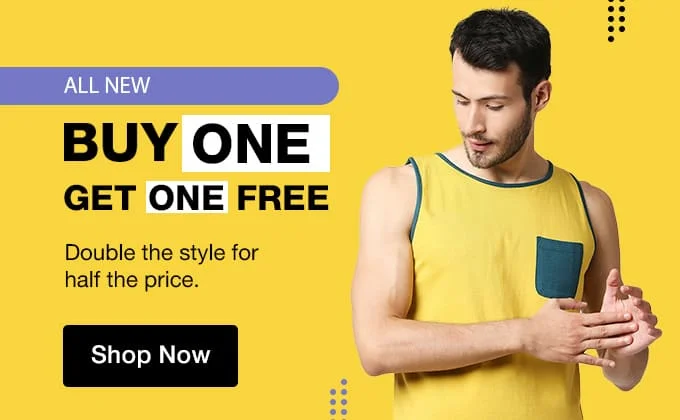 ALL NEW
BUY ONE
GET ONE FREE
Double the style for
half the price.
Shop Now